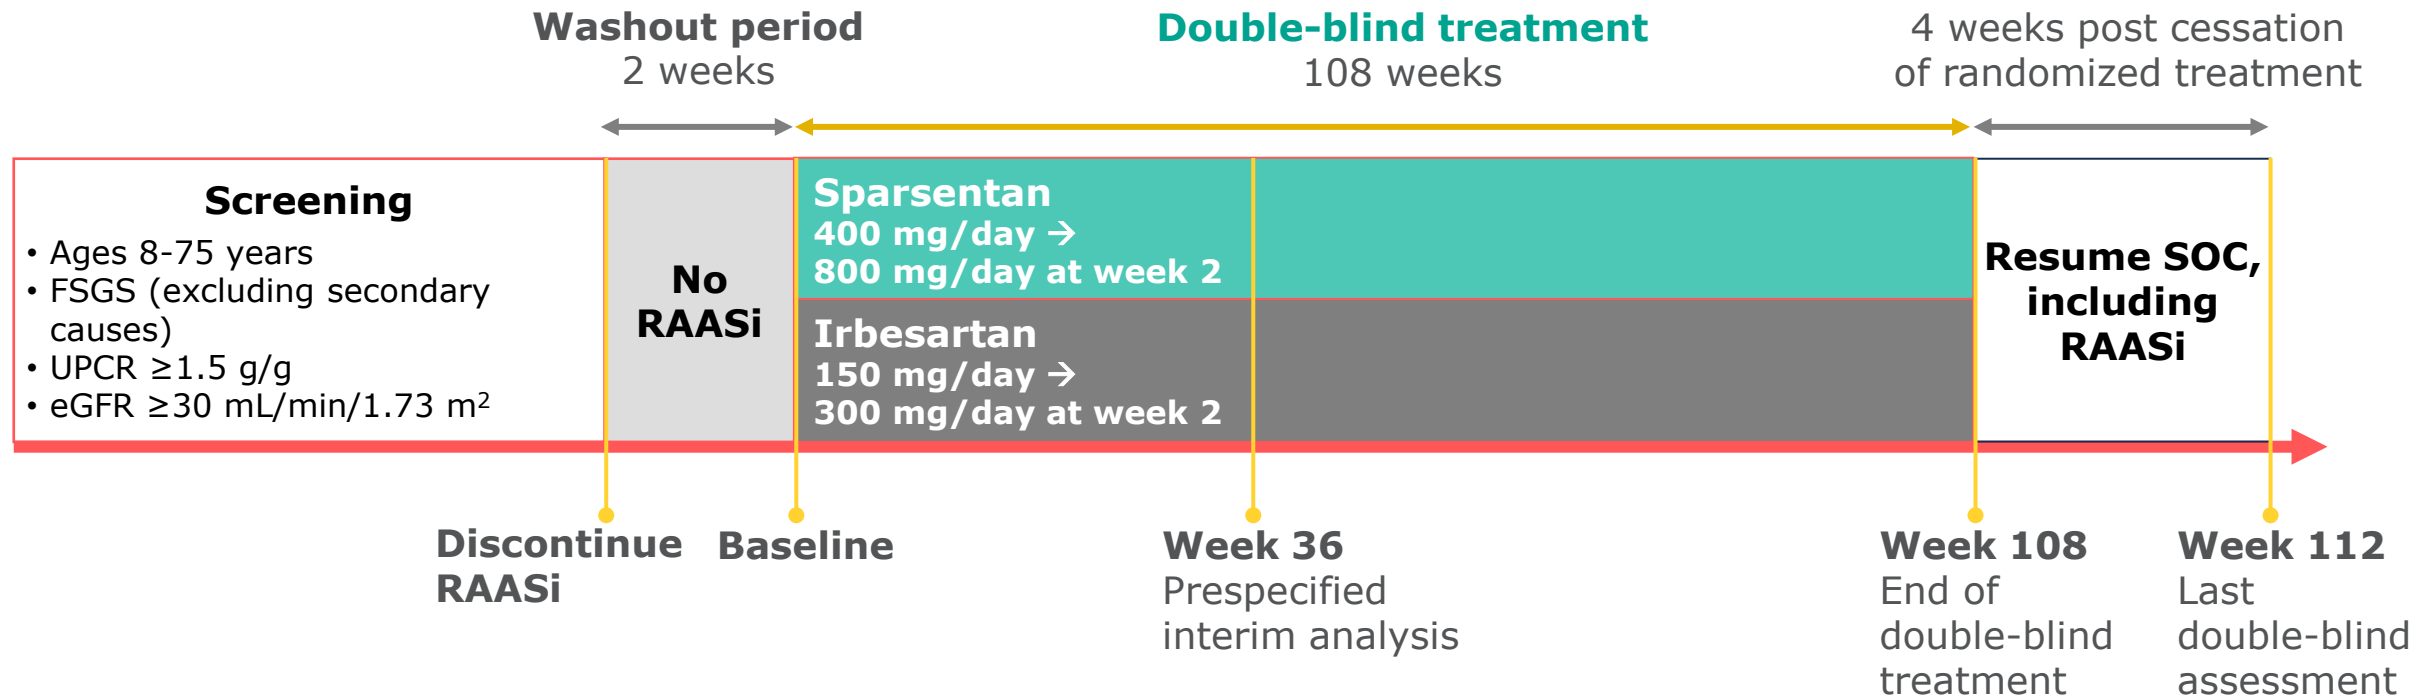 Washout period
2 weeks
Double-blind treatment
108 weeks
4 weeks post cessation
of randomized treatment
Screening
• Ages 8-75 years
• FSGS (excluding secondary
causes)
• UPCR ≥1.5 g/g
• eGFR ≥30 mL/min/1.73 m²
No
RAASi
Sparsentan
400 mg/day →
800 mg/day at week 2
Irbesartan
150 mg/day →
300 mg/day at week 2
Resume SOC,
including
RAASi
Discontinue
RAASi
Baseline
Week 36
Prespecified
interim analysis
Week 108
End of
double-blind
treatment
Week 112
Last
double-blind
assessment